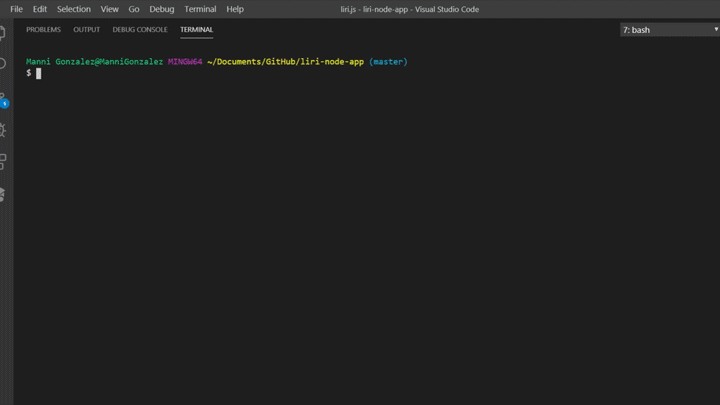 File Edit Selection View Go Debug Terminal Help liri.js - liri-node-app - Visual Studio Code
PROBLEMS OUTPUT DEBUG CONSOLE TERMINAL 7: bash
Manni Gonzalez@ManniGonzalez MINGW64 ~/Documents/GitHub/liri-node-app (master)
$